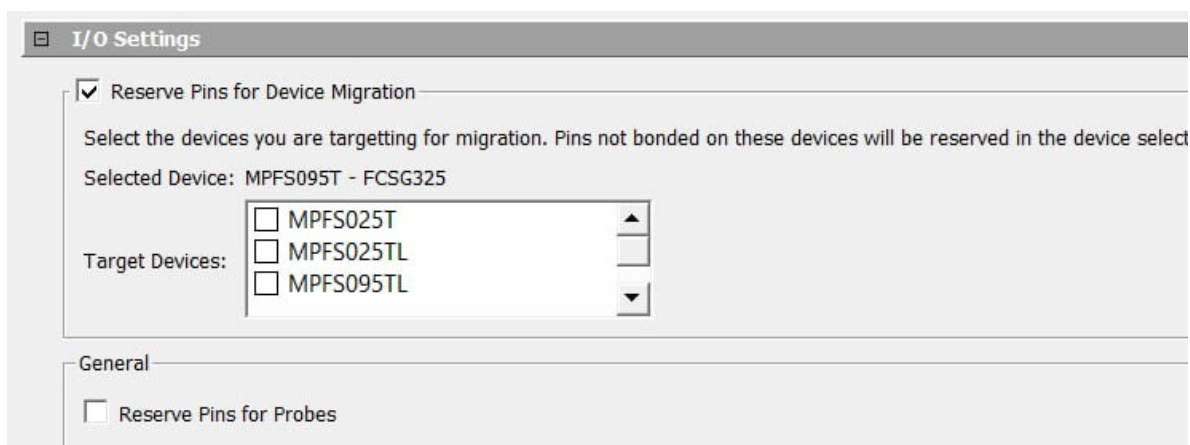 I/O Settings
Reserve Pins for Device Migration
Select the devices you are targetting for migration. Pins not bonded on these devices will be reserved in the device select
Selected Device: MPFS095T - FCSG325
MPFS025T
Target Devices: MPFS025TL
MPFS095TL
General
Reserve Pins for Probes